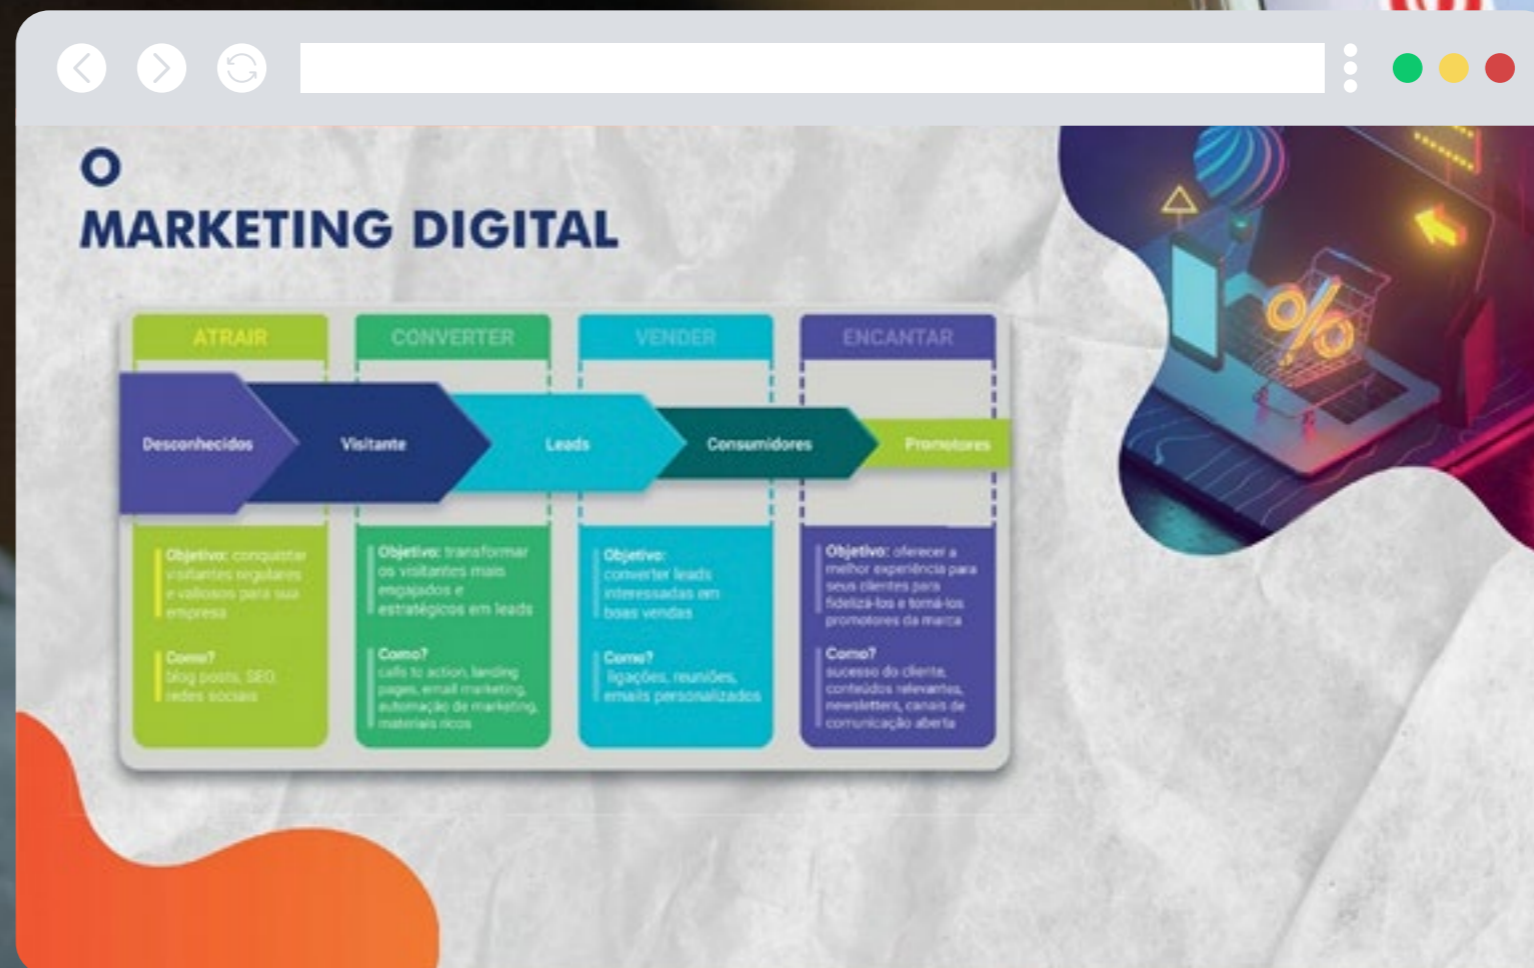 O
MARKETING DIGITAL
ATRAIR
CONVERTER
VENDER
ENCANTAR
Desconhecidos
Visitante
Leads
Consumidores
Promotores
Objetivo: conquistar
visitantes regulares
e valiosos para sua
empresa
Como?
blog posts, SEO,
redes sociais
Objetivo: transformar
os visitantes mais
engajados e
estratégicos em leads
Como?
calls to action, landing
pages, email marketing,
automação de marketing,
materiais ricos
Objetivo:
converter leads
interessadas em
boas vendas
Como?
ligações, reuniões,
emails personalizados
Objetivo: oferecer a
melhor experiência para
seus clientes para
fidelizá-los e torná-los
promotores da marca
Como?
sucesso do cliente,
conteúdos relevantes,
newsletters, canais de
comunicação aberta
%